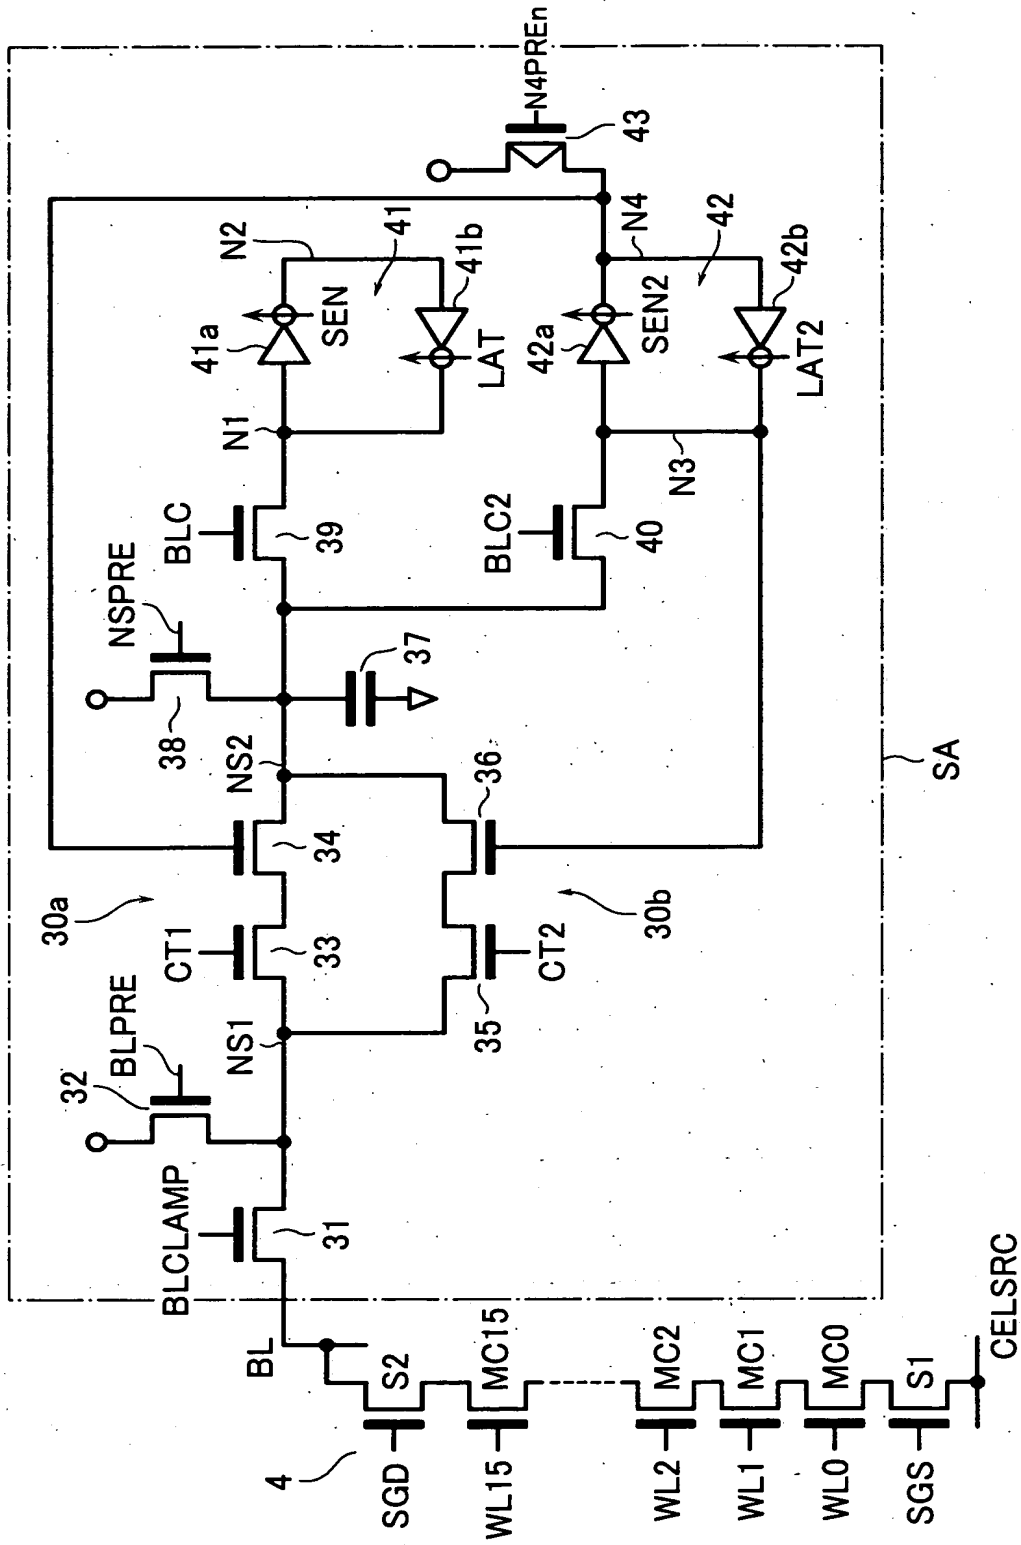 BL
BLCLAMP
31
32
BLPRE
NS1
30a
CT1
33
34
NS2
35
CT2
36
30b
38
NSPRE
37
BLC
39
BLC2
40
N1
41a
SEN
N2
41
41b
LAT
N3
42a
SEN2
N4
42
42b
LAT2
43
N4PREn
SA
4
SGD
S2
WL15
MC15
WL2
MC2
WL1
MC1
WL0
MC0
SGS
S1
CELSRC